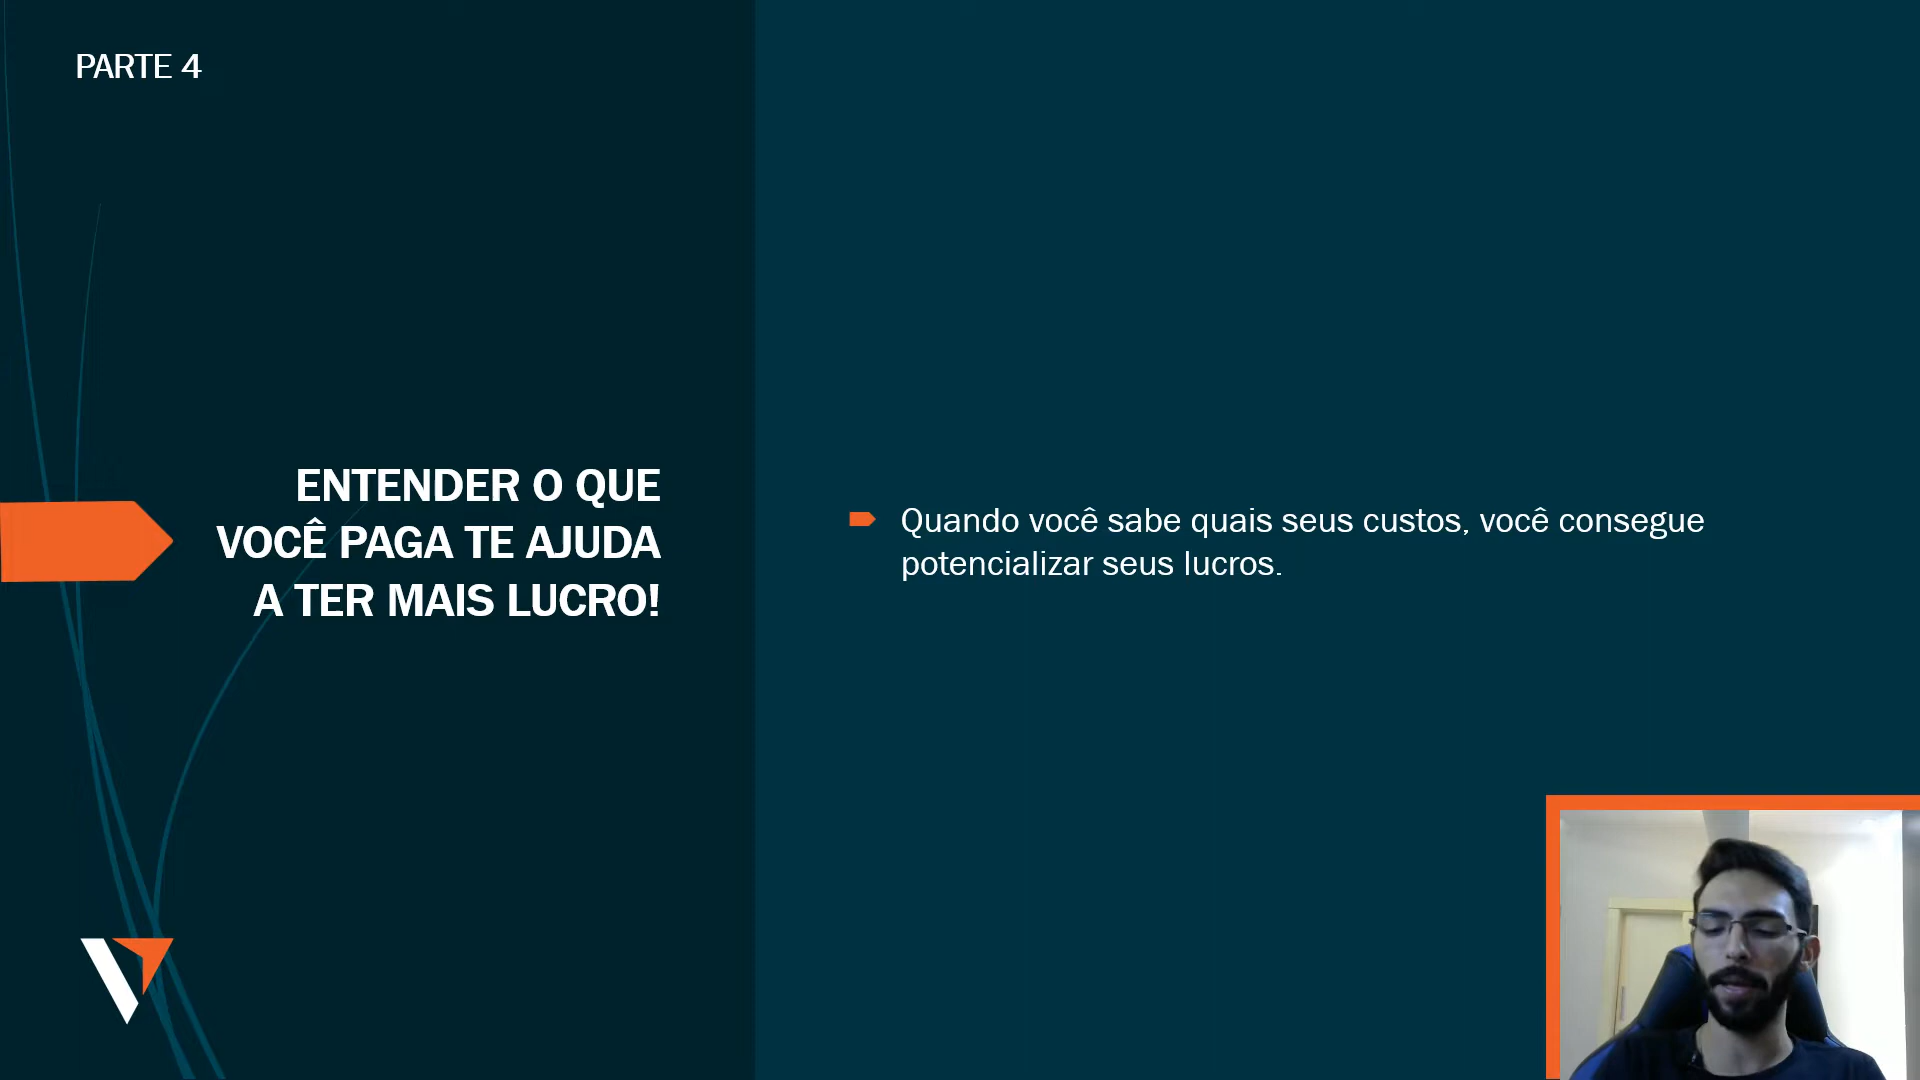 PARTE 4
ENTENDER O QUE
VOCÊ PAGA TE AJUDA
A TER MAIS LUCRO!
Quando você sabe quais seus custos, você consegue
potencializar seus lucros.